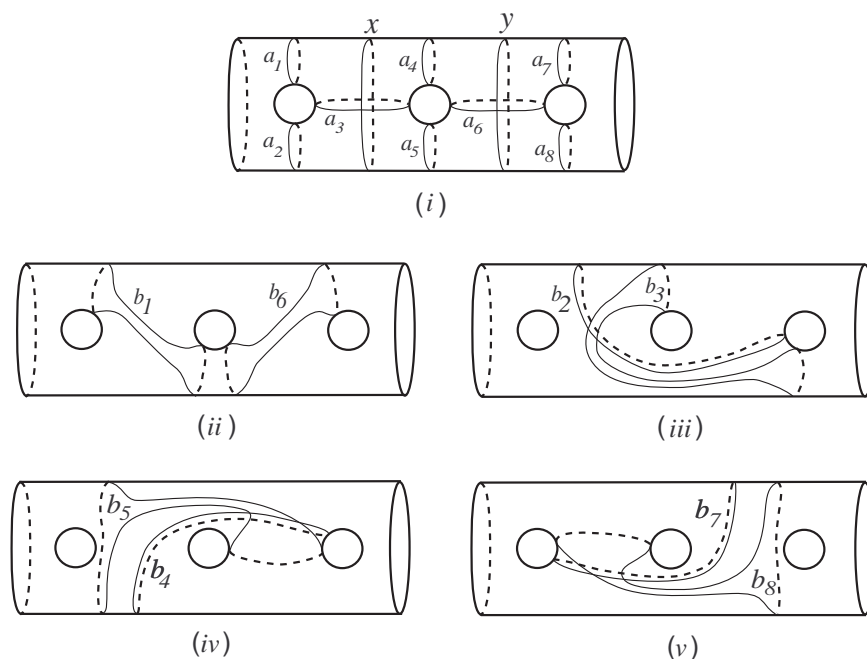 x y
a1 a4 a7
a3 a6
a2 a5 a8
(i)
b1 b6
b2 b3
(ii) (iii)
b5 b7
b4 b8
(iv) (v)